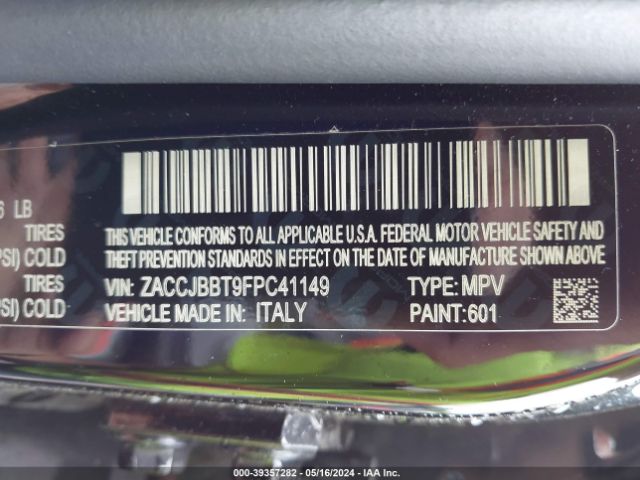 6 LB
TIRES
PSI) COLD
TIRES
PSI) COLD
THIS VEHICLE CONFORMS TO ALL APPLICABLE U.S.A. FEDERAL MOTOR VEHICLE SAFETY AND
THEFT PREVENTION STANDARDS IN EFFECT ON THE DATE OF MANUFACTURE SHOWN ABOVE
VIN: ZACCJBBT9FPC41149 TYPE: MPV
VEHICLE MADE IN: ITALY PAINT:601
000-39357282 - 05/16/2024 - IAA Inc.